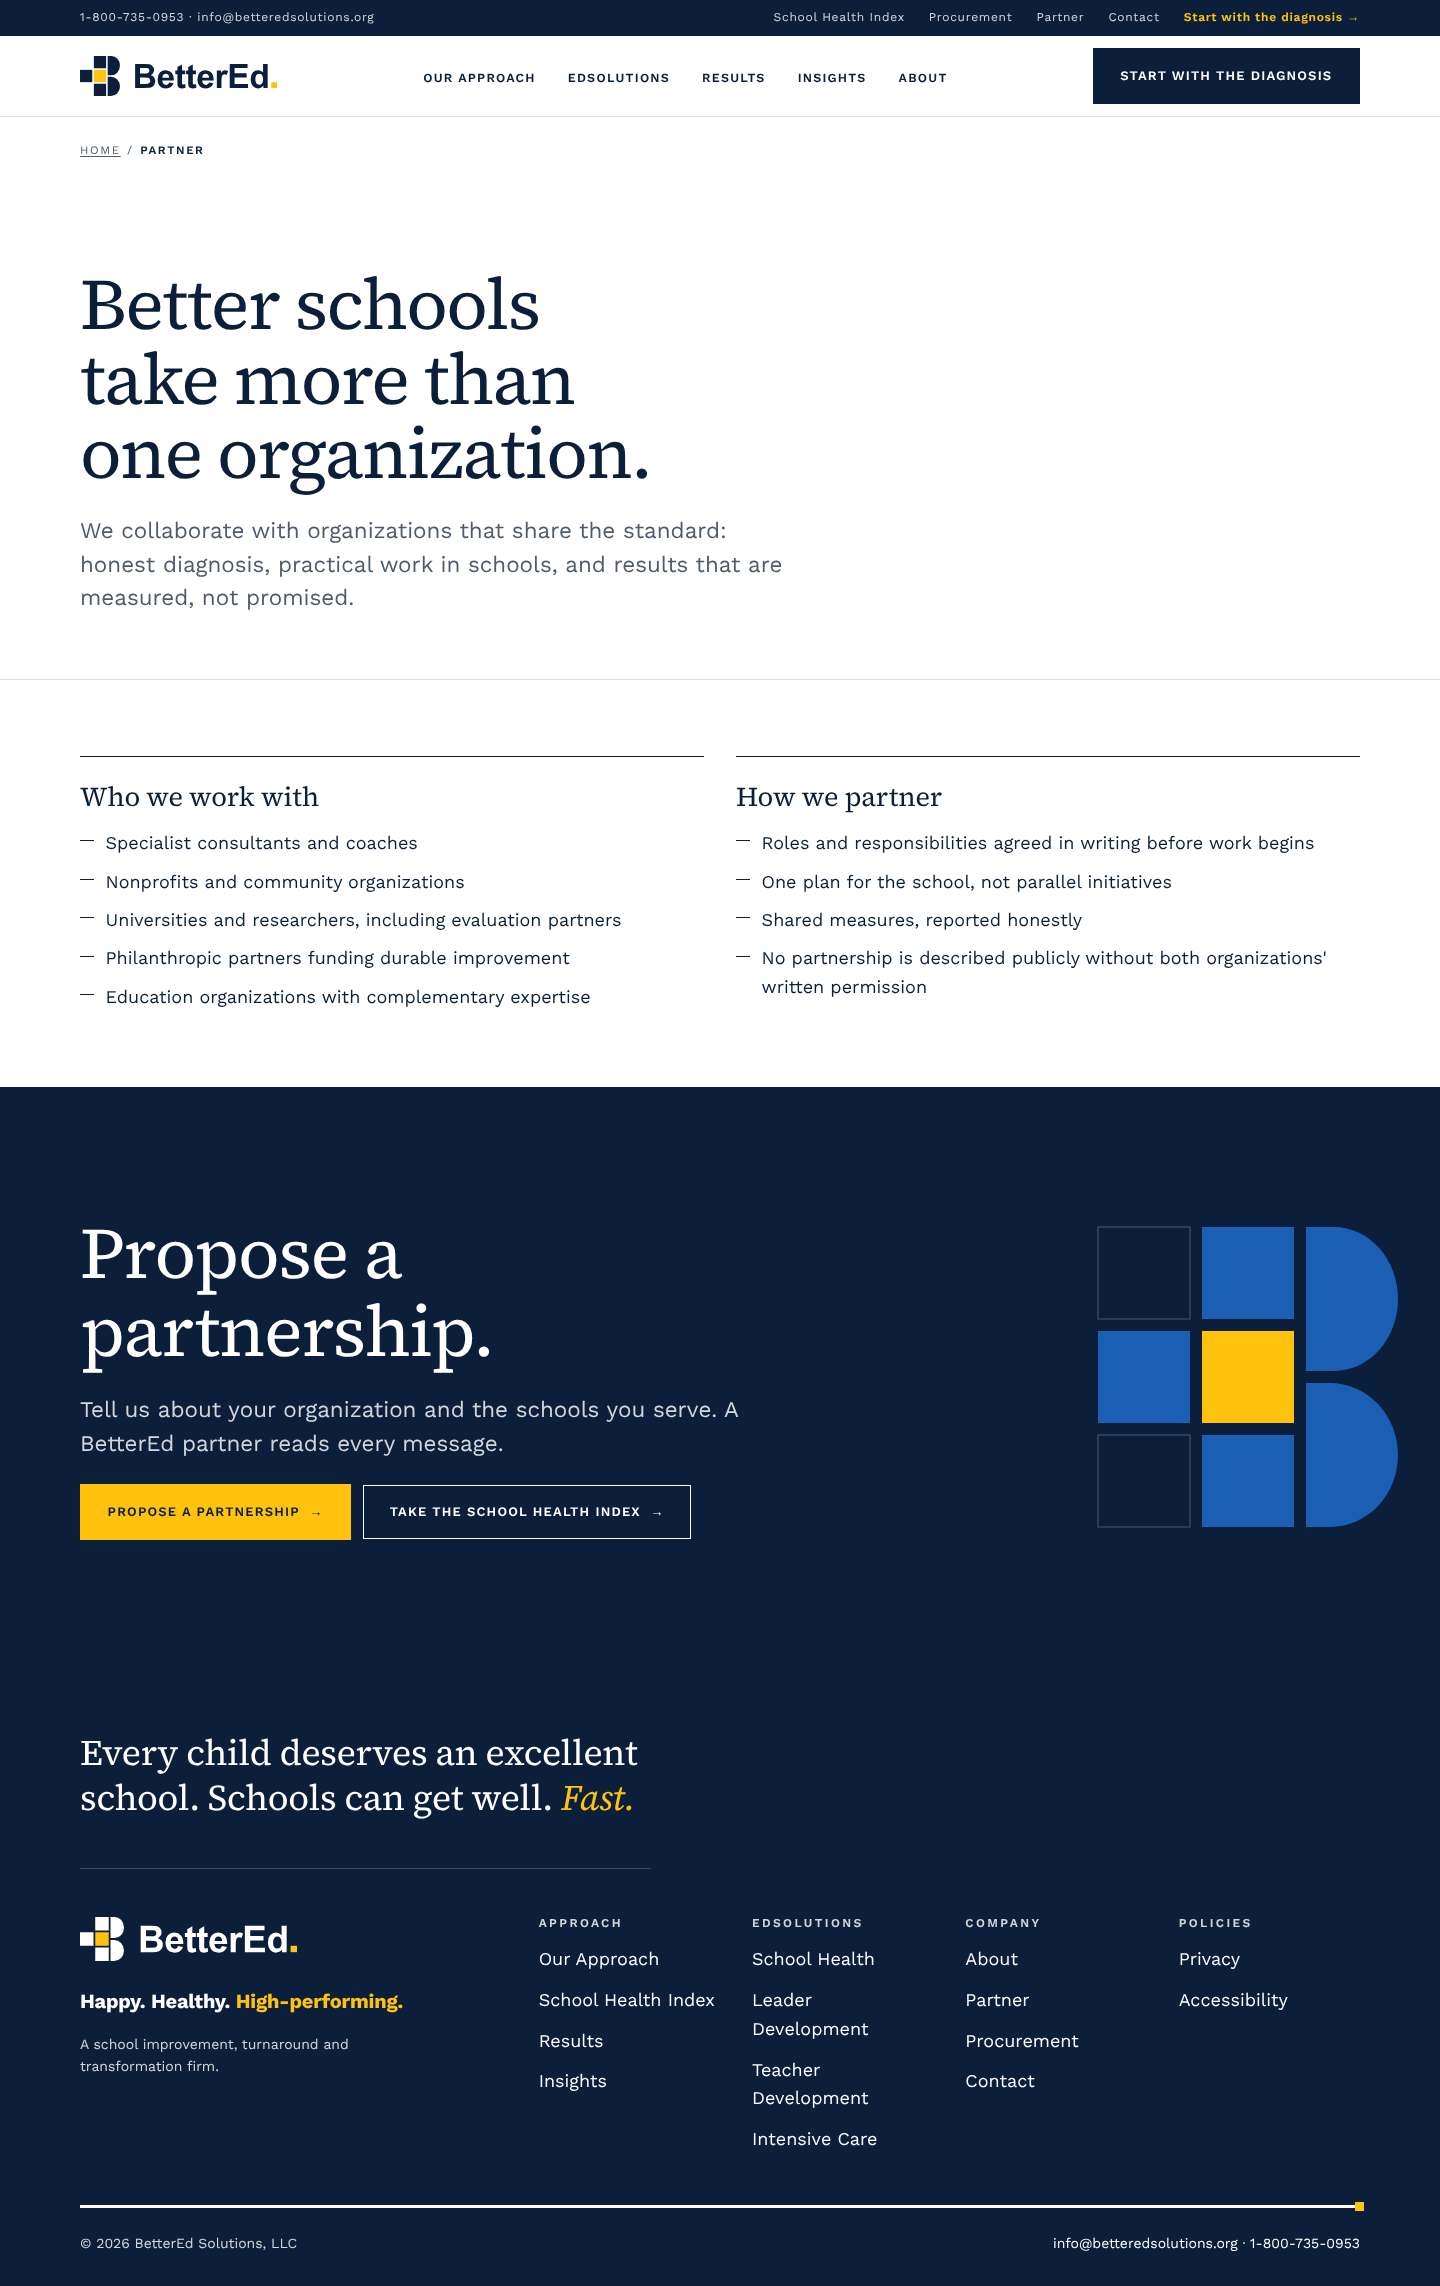 1-800-735-0953 · info@betteredsolutions.org
School Health Index Procurement Partner Contact Start with the diagnosis →
BetterEd.
OUR APPROACH EDSOLUTIONS RESULTS INSIGHTS ABOUT
START WITH THE DIAGNOSIS
HOME / PARTNER
Better schools
take more than
one organization.
We collaborate with organizations that share the standard:
honest diagnosis, practical work in schools, and results that are
measured, not promised.
Who we work with
— Specialist consultants and coaches
— Nonprofits and community organizations
— Universities and researchers, including evaluation partners
— Philanthropic partners funding durable improvement
— Education organizations with complementary expertise
How we partner
— Roles and responsibilities agreed in writing before work begins
— One plan for the school, not parallel initiatives
— Shared measures, reported honestly
— No partnership is described publicly without both organizations'
written permission
Propose a
partnership.
Tell us about your organization and the schools you serve. A
BetterEd partner reads every message.
PROPOSE A PARTNERSHIP →
TAKE THE SCHOOL HEALTH INDEX →
Every child deserves an excellent
school. Schools can get well. Fast.
BetterEd.
Happy. Healthy. High-performing.
A school improvement, turnaround and
transformation firm.
APPROACH
Our Approach
School Health Index
Results
Insights
EDSOLUTIONS
School Health
Leader
Development
Teacher
Development
Intensive Care
COMPANY
About
Partner
Procurement
Contact
POLICIES
Privacy
Accessibility
© 2026 BetterEd Solutions, LLC
info@betteredsolutions.org · 1-800-735-0953